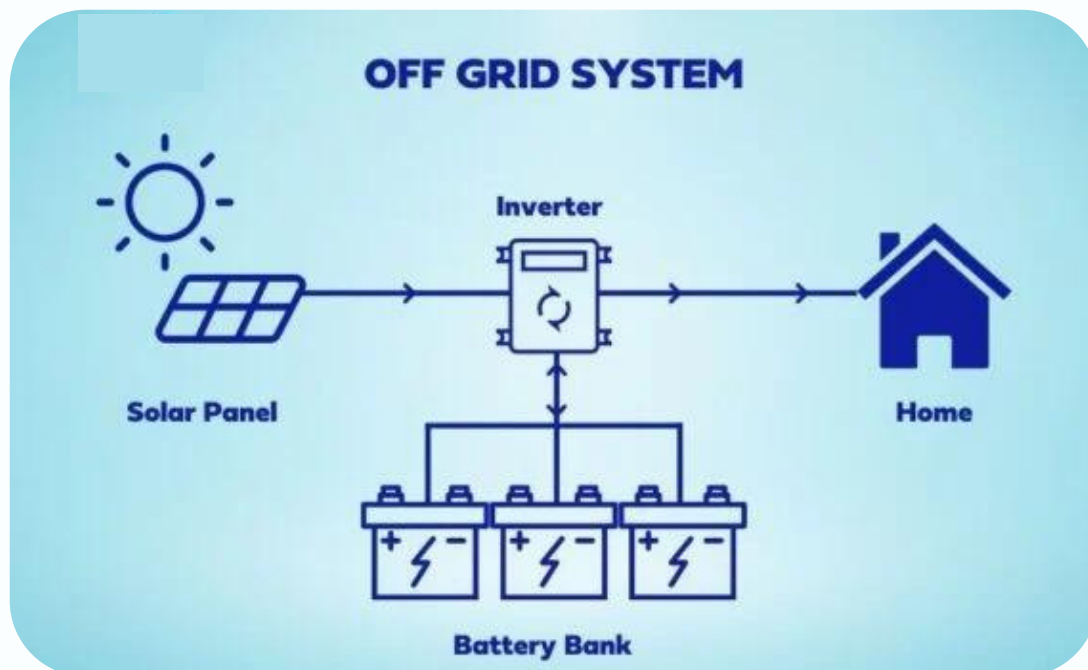 OFF GRID SYSTEM
Inverter
Solar Panel
Home
+ - + - + -
Battery Bank